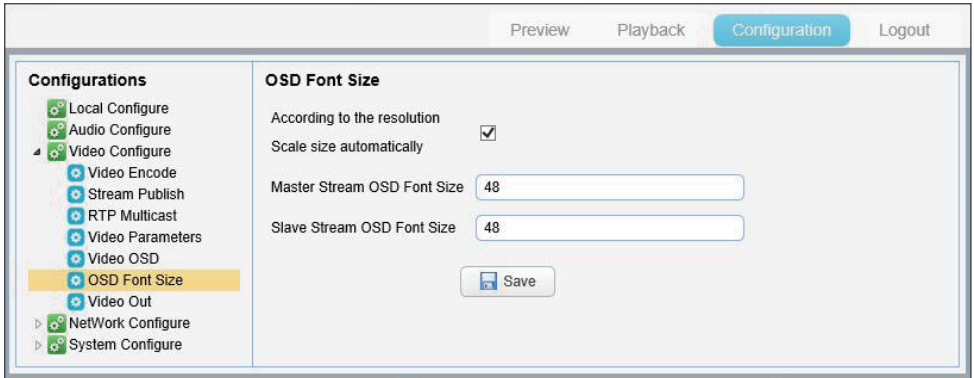 Preview Playback Configuration Logout
Configurations
Local Configure
Audio Configure
Video Configure
Video Encode
Stream Publish
RTP Multicast
Video Parameters
Video OSD
OSD Font Size
Video Out
NetWork Configure
System Configure
OSD Font Size
According to the resolution
Scale size automatically
Master Stream OSD Font Size 48
Slave Stream OSD Font Size 48
Save